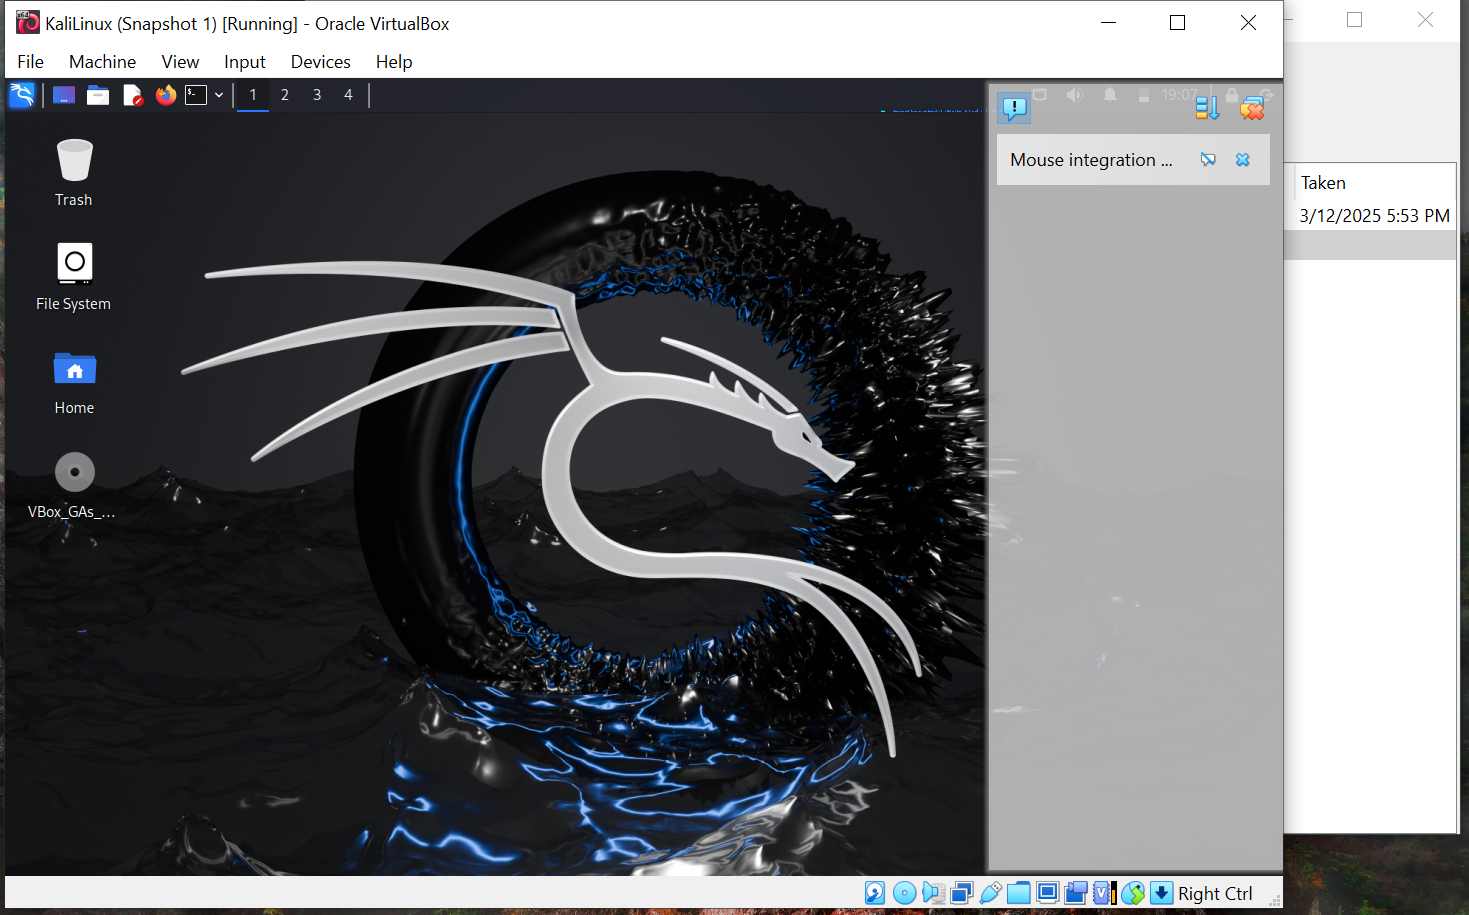 KaliLinux (Snapshot 1) [Running] - Oracle VirtualBox
File Machine View Input Devices Help
1 2 3 4
19:07
Mouse integration ...
Trash
File System
Home
VBox_GAs_...
Taken
3/12/2025 5:53 PM
Right Ctrl